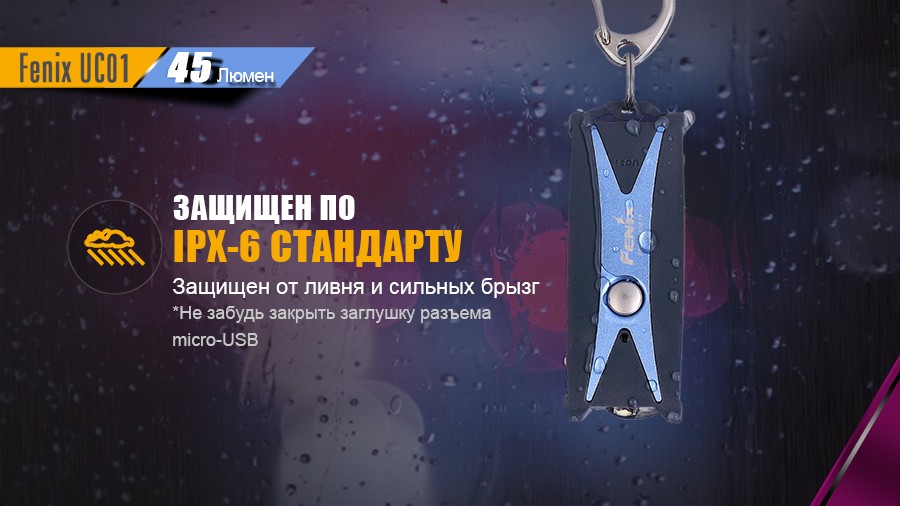 Fenix UC01
45 Люмен
ЗАЩИЩЕН ПО
IPX-6 СТАНДАРТУ
Защищен от ливня и сильных брызг
*Не забудь закрыть заглушку разъема
micro-USB
UC01
FENIX